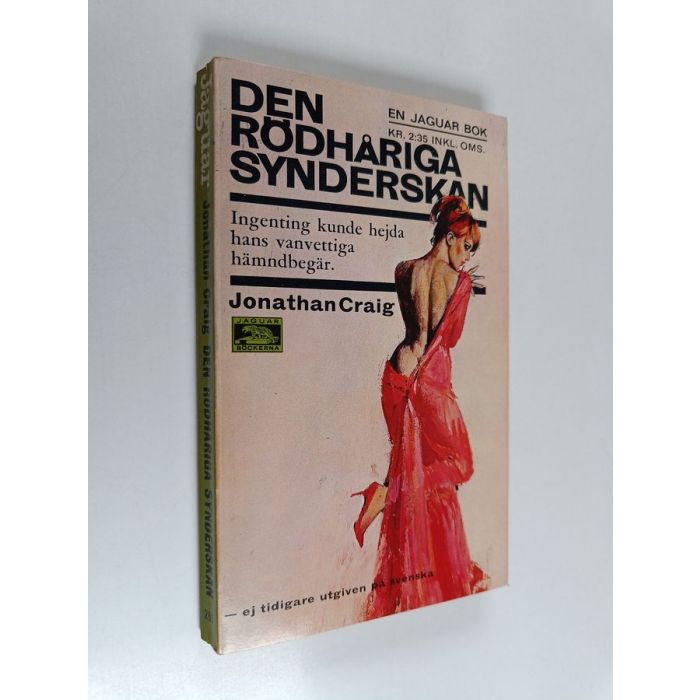 DEN
RÖDHÅRIGA
SYNDERSKAN
EN JAGUAR BOK
KR. 2:35 INKL. OMS.
Ingenting kunde hejda
hans vanvettiga
hämndbegär.
Jonathan Craig
JAGUAR
BÖCKERNA
— ej tidigare utgiven på svenska
Jaguar Jonathan Craig DEN RÖDHÅRIGA SYNDERSKAN